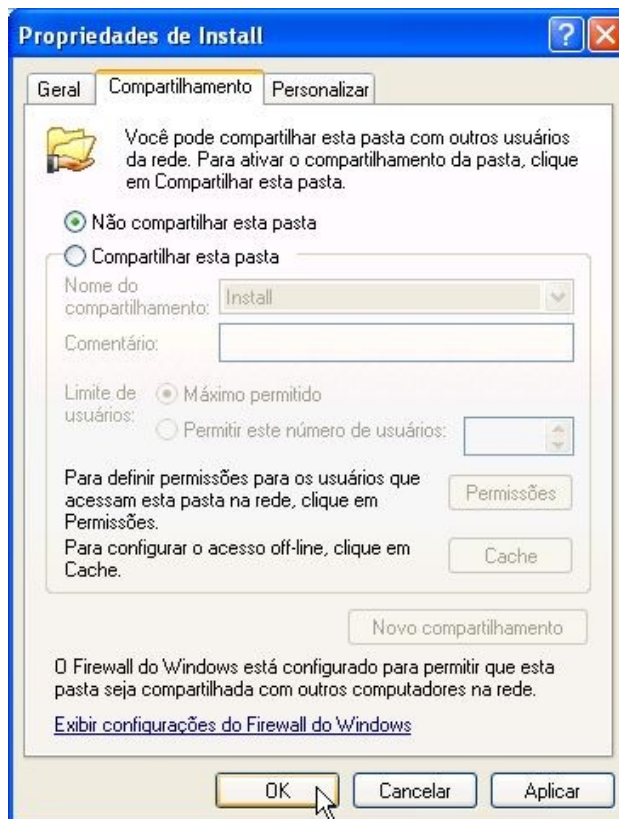 Propriedades de Install
Geral
Compartilhamento
Personalizar
Você pode compartilhar esta pasta com outros usuários
da rede. Para ativar o compartilhamento da pasta, clique
em Compartilhar esta pasta.
Não compartilhar esta pasta
Compartilhar esta pasta
Nome do
compartilhamento:
Install
Comentário:
Limite de
usuários:
Máximo permitido
Permitir este número de usuários:
Para definir permissões para os usuários que
acessam esta pasta na rede, clique em
Permissões.
Permissões
Para configurar o acesso off-line, clique em
Cache.
Cache
Novo compartilhamento
O Firewall do Windows está configurado para permitir que esta
pasta seja compartilhada com outros computadores na rede.
Exibir configurações do Firewall do Windows
OK
Cancelar
Aplicar